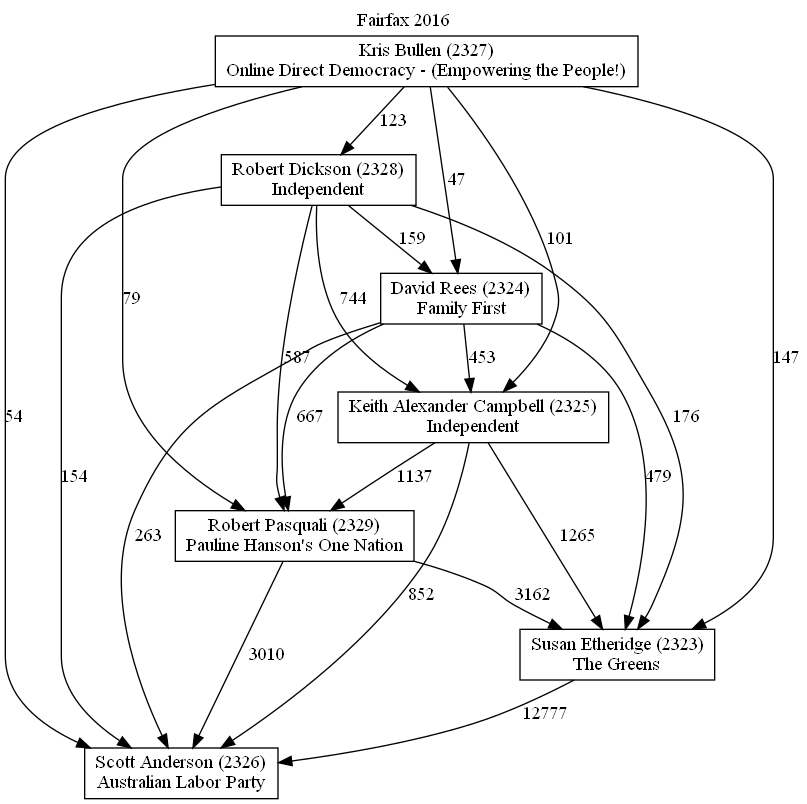 Fairfax 2016
Kris Bullen (2327)
Online Direct Democracy - (Empowering the People!)
123
Robert Dickson (2328)
Independent
47
159
101
David Rees (2324)
Family First
79
744
587
453
147
Keith Alexander Campbell (2325)
Independent
54
667
176
154
1137
479
Robert Pasquali (2329)
Pauline Hanson's One Nation
263
1265
852
3162
Susan Etheridge (2323)
The Greens
3010
12777
Scott Anderson (2326)
Australian Labor Party